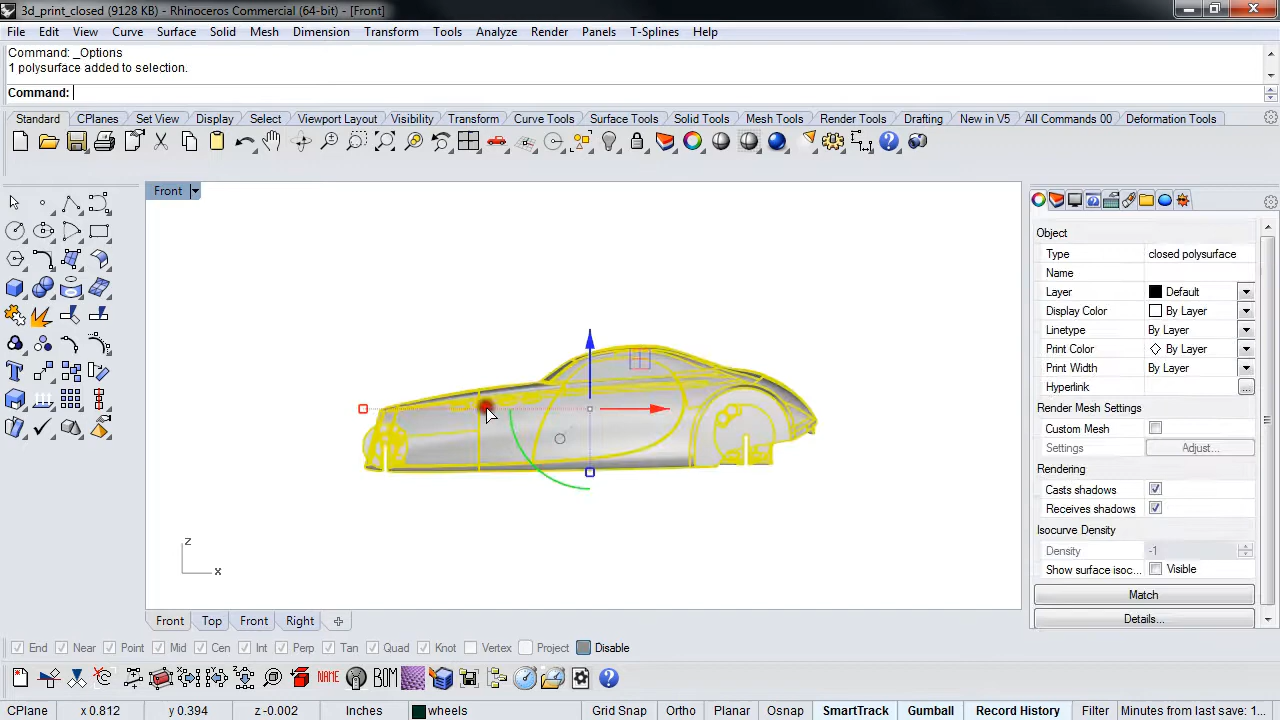 3d_print_closed (9128 KB) - Rhinoceros Commercial (64-bit) - [Front]
File Edit View Curve Surface Solid Mesh Dimension Transform Tools Analyze Render Panels T-Splines Help
Command: _Options
1 polysurface added to selection.
Command:
Standard CPlanes Set View Display Select Viewport Layout Visibility Transform Curve Tools Surface Tools Solid Tools Mesh Tools Render Tools Drafting New in V5 All Commands 00 Deformation Tools
Front
Object
Type closed polysurface
Name
Layer Default
Display Color By Layer
Linetype By Layer
Print Color By Layer
Print Width By Layer
Hyperlink ...
Render Mesh Settings
Custom Mesh
Settings Adjust...
Rendering
Casts shadows
Receives shadows
Isocurve Density
Density -1
Show surface isoc... Visible
Match
Details...
z
x
Front Top Front Right
End Near Point Mid Cen Int Perp Tan Quad Knot Vertex Project Disable
NAME BOM
CPlane x 0.812 y 0.394 z -0.002 Inches wheels Grid Snap Ortho Planar Osnap SmartTrack Gumball Record History Filter Minutes from last save: 1...